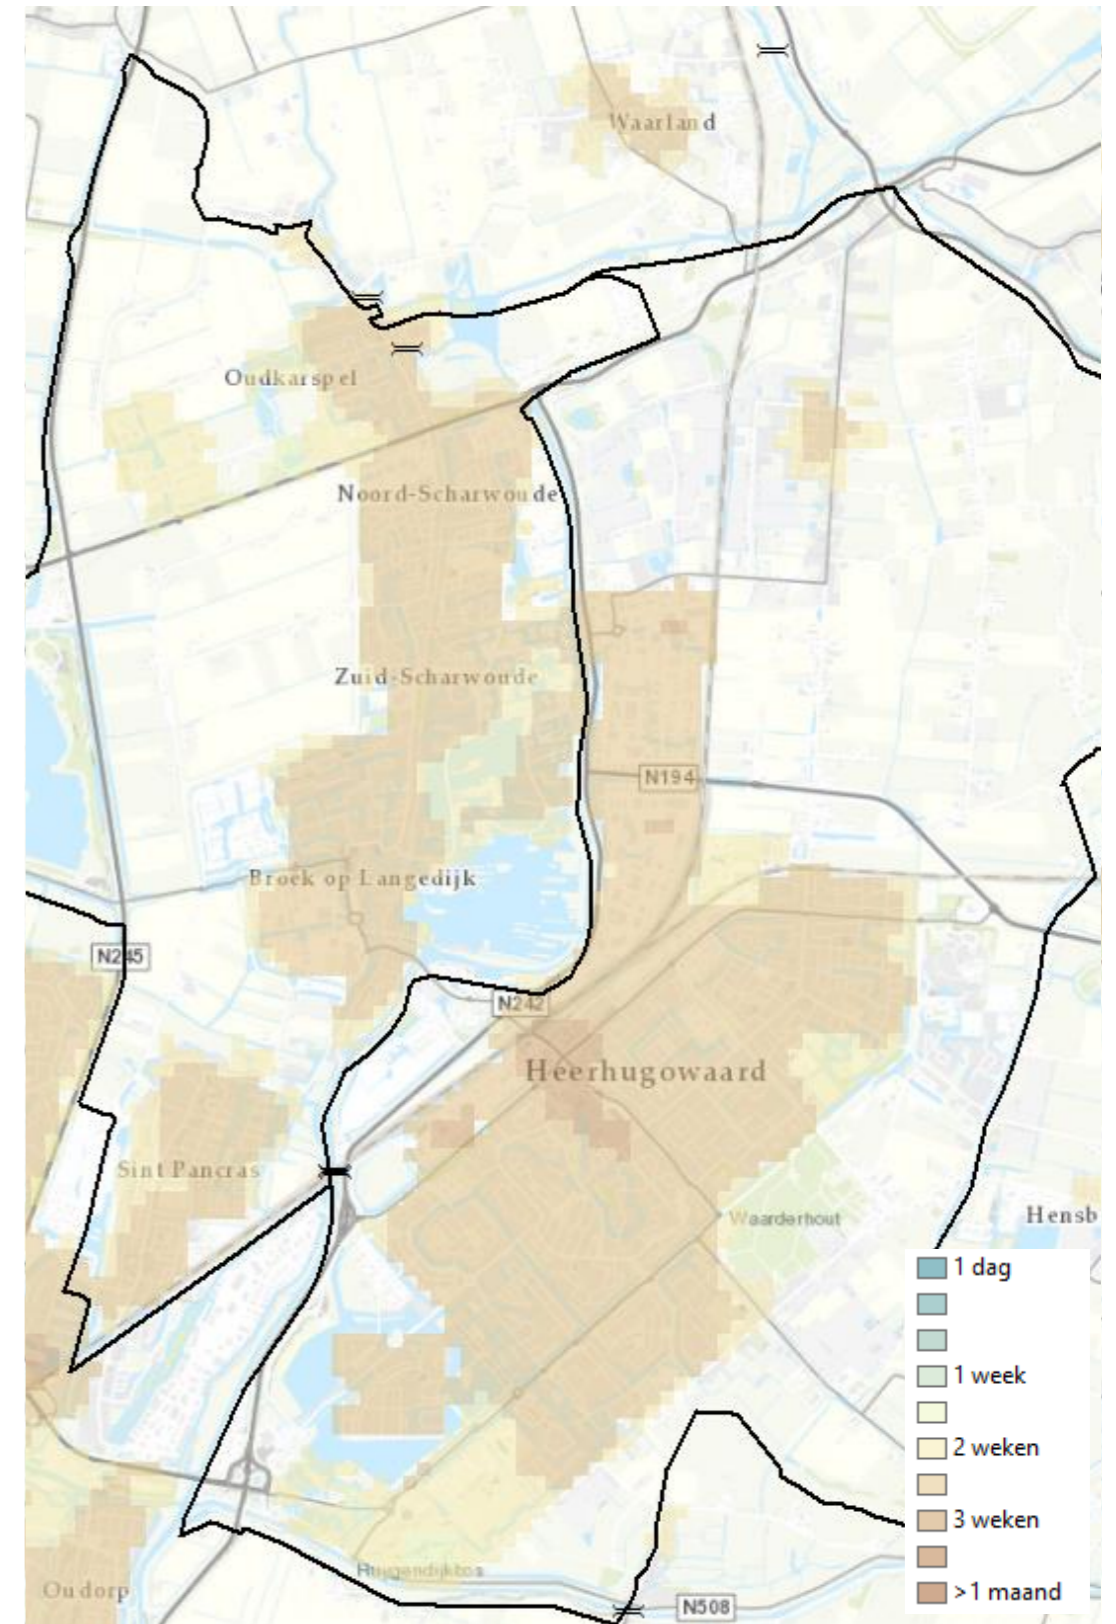 Waarland
Oudkarspel
Noord-Scharwoude
Zuid-Scharwoude
N194
Broek op Langedijk
N245
N242
Heerhugowaard
Sint Pancras
Waarderhout
Hensb
1 dag
1 week
2 weken
3 weken
Huigendijkbos
Oudorp
>1 maand
N508